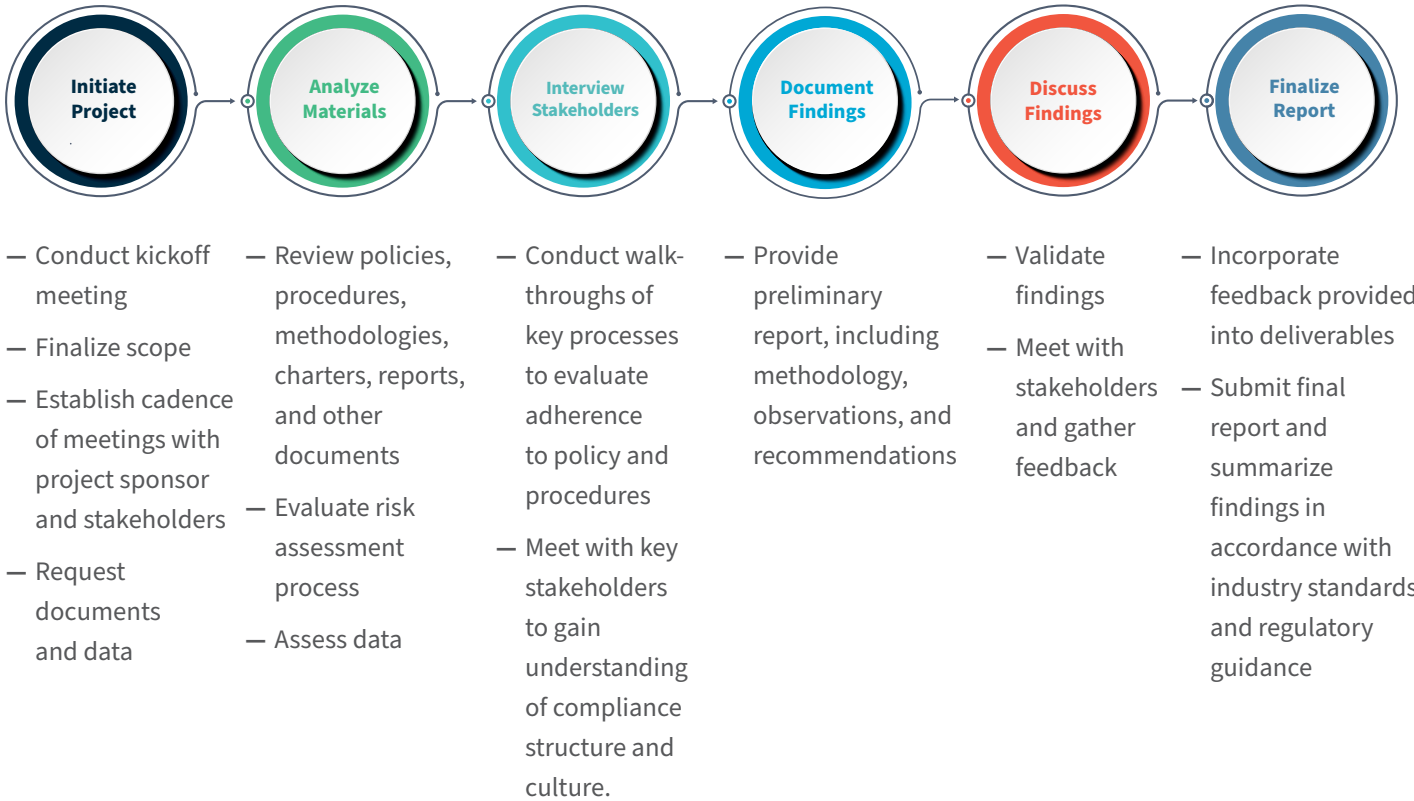 Initiate
Project
Analyze
Materials
Interview
Stakeholders
Document
Findings
Discuss
Findings
Finalize
Report
— Conduct kickoff
meeting
— Finalize scope
— Establish cadence
of meetings with
project sponsor
and stakeholders
— Request
documents
and data
— Review policies,
procedures,
methodologies,
charters, reports,
and other
documents
— Evaluate risk
assessment
process
— Assess data
— Conduct walk-
throughs of
key processes
to evaluate
adherence
to policy and
procedures
— Meet with key
stakeholders
to gain
understanding
of compliance
structure and
culture.
— Provide
preliminary
report, including
methodology,
observations, and
recommendations
— Validate
findings
— Meet with
stakeholders
and gather
feedback
— Incorporate
feedback provided
into deliverables
— Submit final
report and
summarize
findings in
accordance with
industry standards
and regulatory
guidance